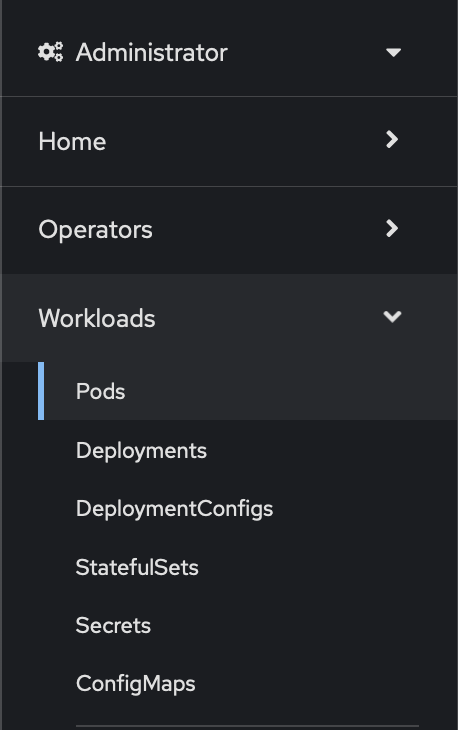 Administrator
Home
Operators
Workloads
Pods
Deployments
DeploymentConfigs
StatefulSets
Secrets
ConfigMaps